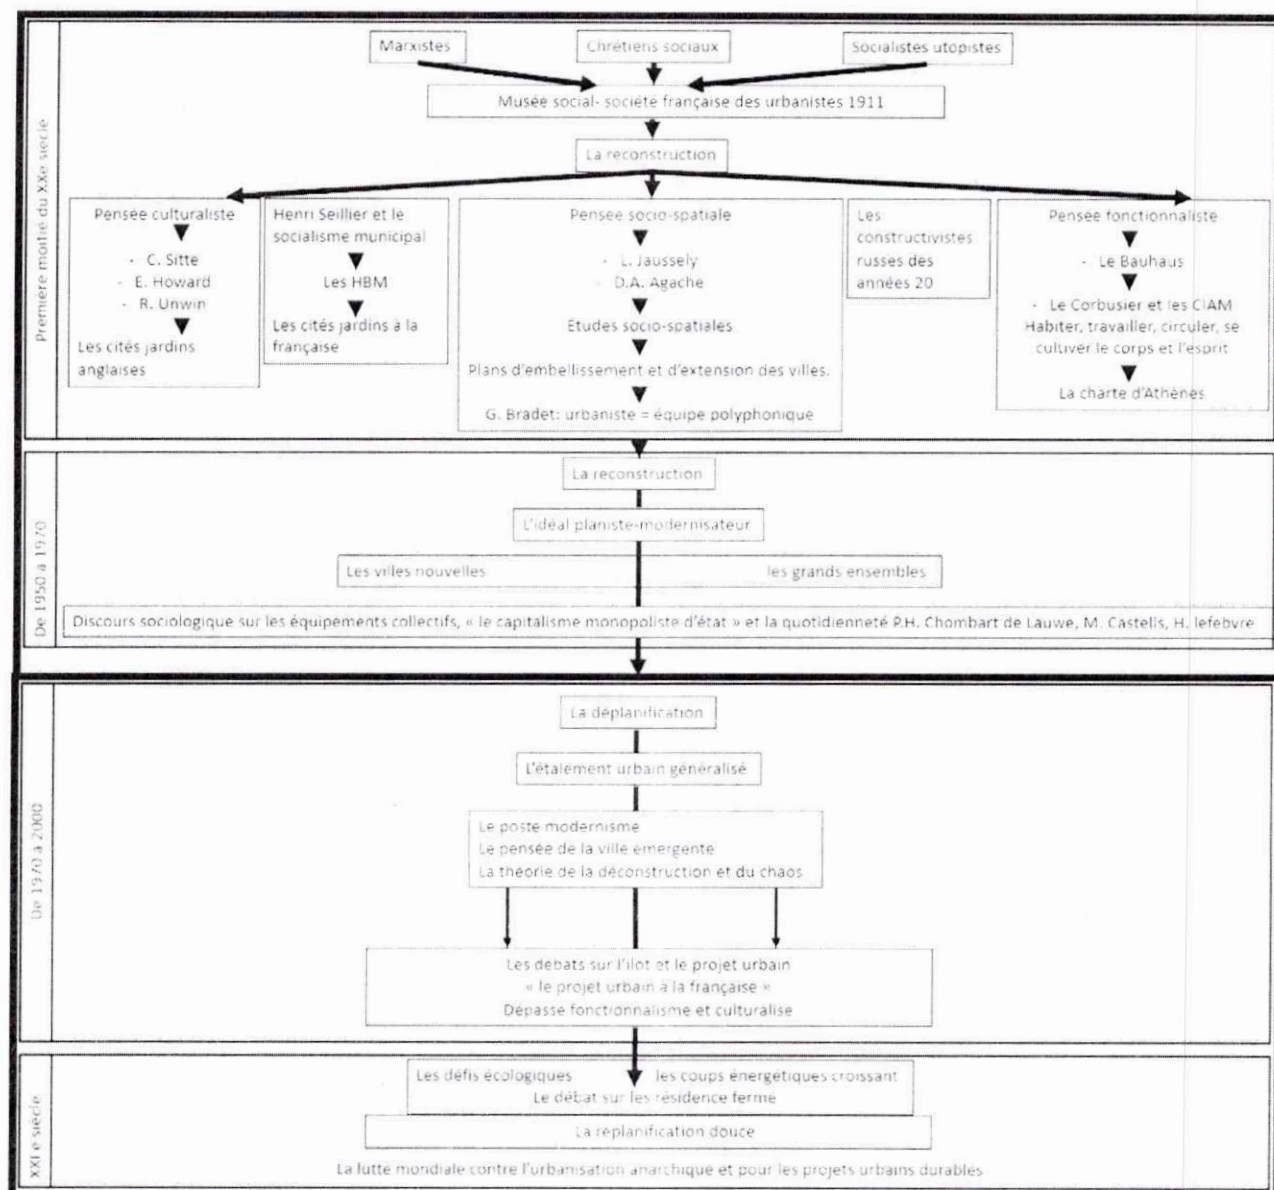 Première moitié du XXe siècle
Marxistes
Chrétiens sociaux
Socialistes utopistes
Musée social- société française des urbanistes 1911
La reconstruction
Pensée culturaliste
- C. Sitte
- E. Howard
- R. Unwin
Les cités jardins
anglaises
Henri Seillier et le
socialisme municipal
Les HBM
Les cités jardins à la
française
Pensée socio-spatiale
- L. Jaussely
- D.A. Agache
Etudes socio-spatiales
Plans d'embellissement et d'extension des villes.
G. Bradet: urbaniste = équipe polyphonique
Les
constructivistes
russes des
années 20
Pensée fonctionnaliste
- Le Bauhaus
- Le Corbusier et les CIAM
Habiter, travailler, circuler, se
cultiver le corps et l'esprit
La charte d'Athènes
De 1950 à 1970
La reconstruction
L'idéal planiste-modernisateur
Les villes nouvelles les grands ensembles
Discours sociologique sur les équipements collectifs, « le capitalisme monopoliste d'état » et la quotidienneté P.H. Chombart de Lauwe, M. Castells, H. lefebvre
De 1970 à 2000
La déplanification
L'étalement urbain généralisé
Le poste modernisme
Le pensée de la ville émergente
La théorie de la déconstruction et du chaos
Les débats sur l'ilot et le projet urbain
« le projet urbain à la française »
Dépasse fonctionnalisme et culturalise
XXI e siècle
Les défis écologiques les coups énergétiques croissant
Le débat sur les résidence fermé
La replanification douce
La lutte mondiale contre l'urbanisation anarchique et pour les projets urbains durables